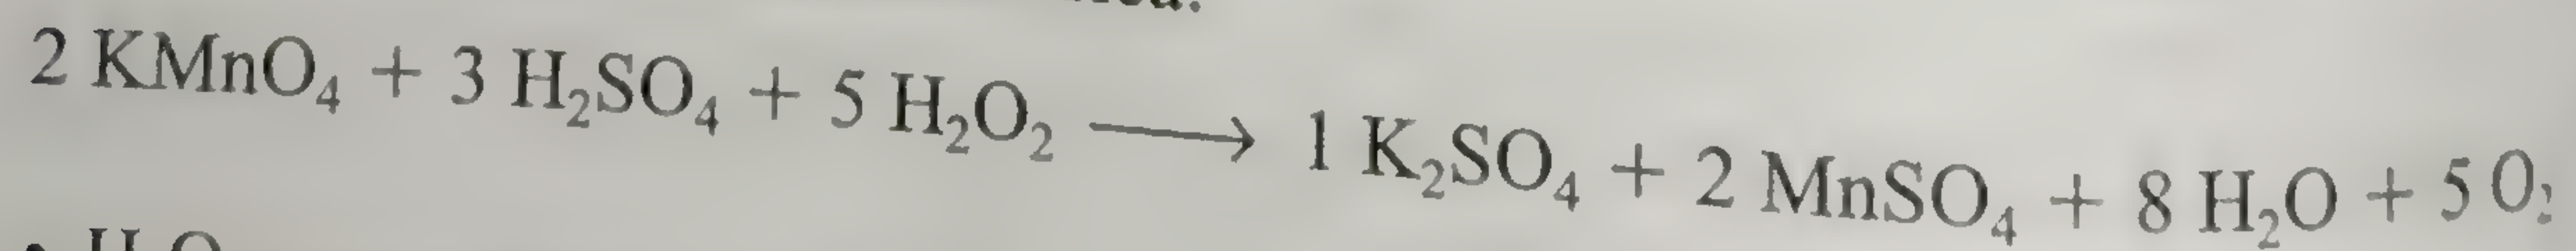 2 KMnO₄ + 3 H₂SO₄ + 5 H₂O₂ ⟶ 1 K₂SO₄ + 2 MnSO₄ + 8 H₂O + 5 O₂